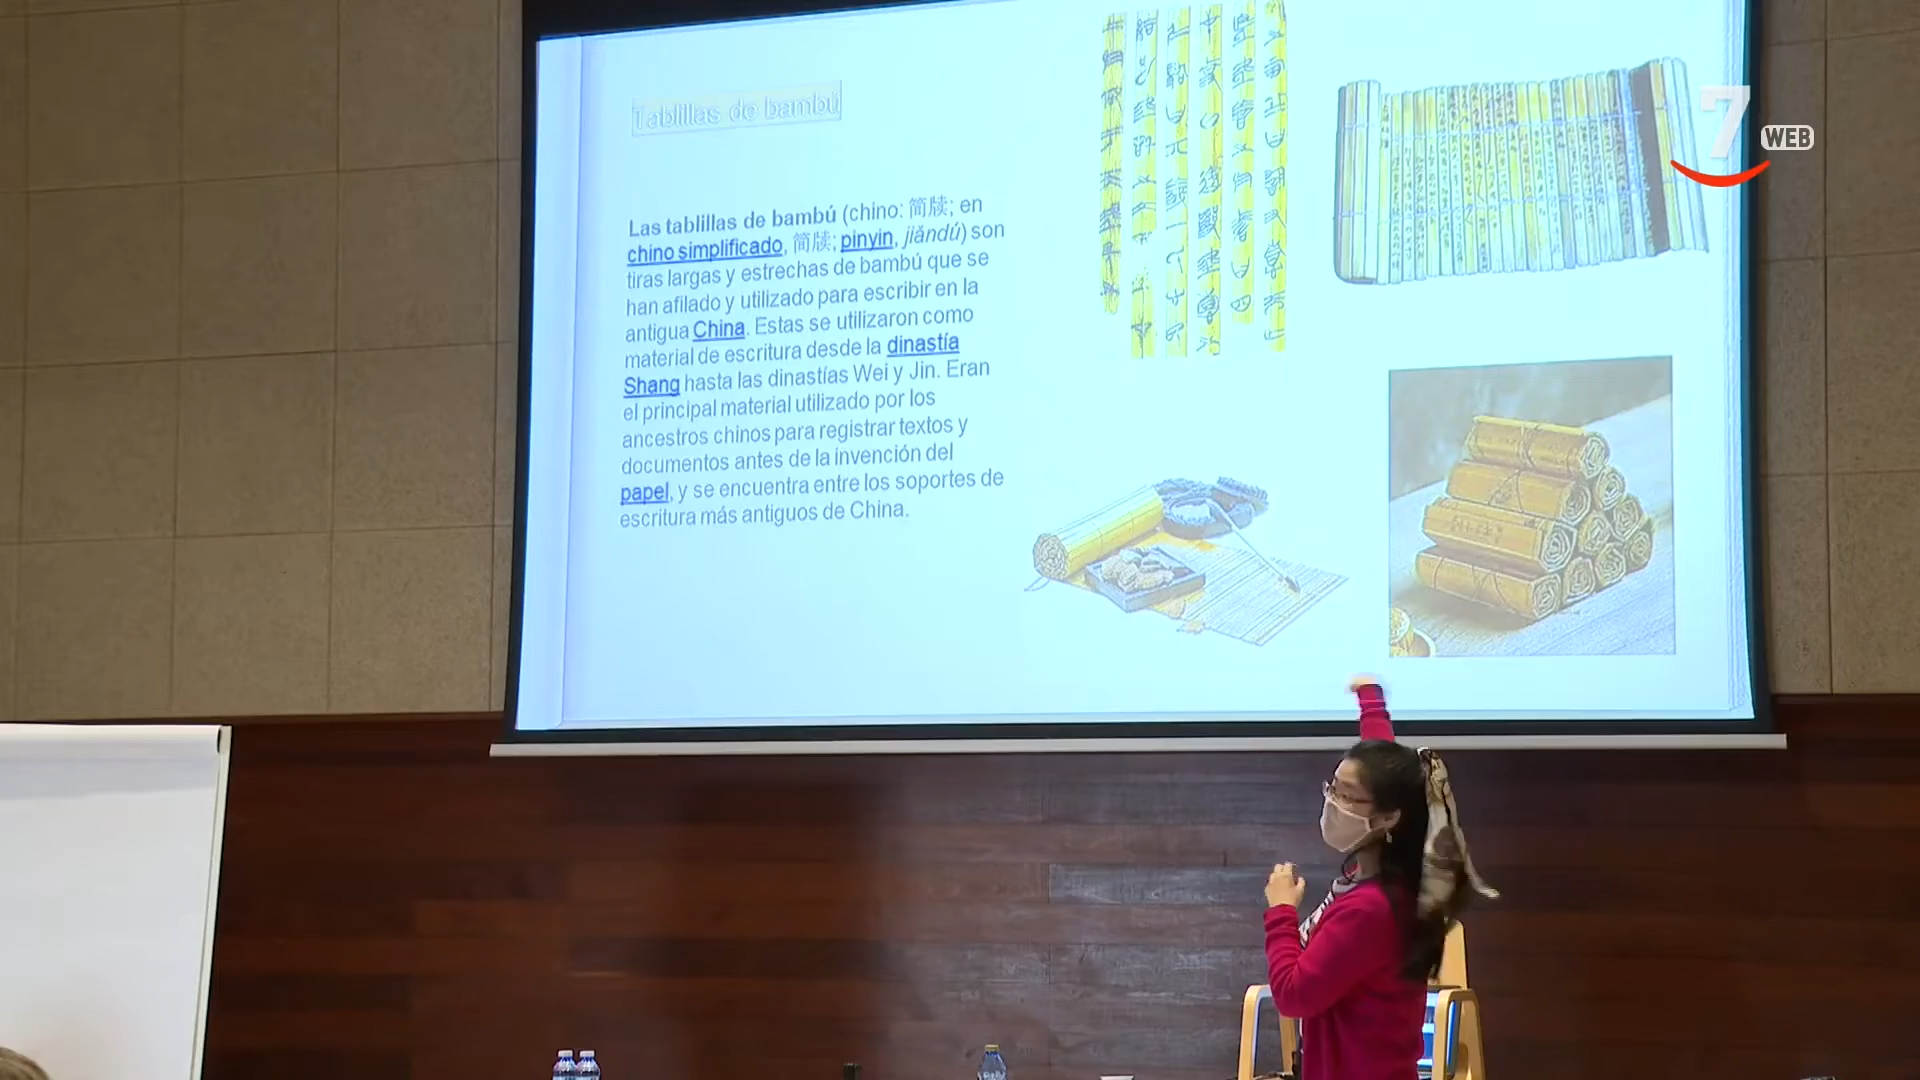 Tablillas de bambú
Las tablillas de bambú (chino: 简牍; en
chino simplificado, 简牍; pinyin, jiǎndú) son
tiras largas y estrechas de bambú que se
han afilado y utilizado para escribir en la
antigua China. Estas se utilizaron como
material de escritura desde la dinastía
Shang hasta las dinastías Wei y Jin. Eran
el principal material utilizado por los
ancestros chinos para registrar textos y
documentos antes de la invención del
papel, y se encuentra entre los soportes de
escritura más antiguos de China.
7
WEB